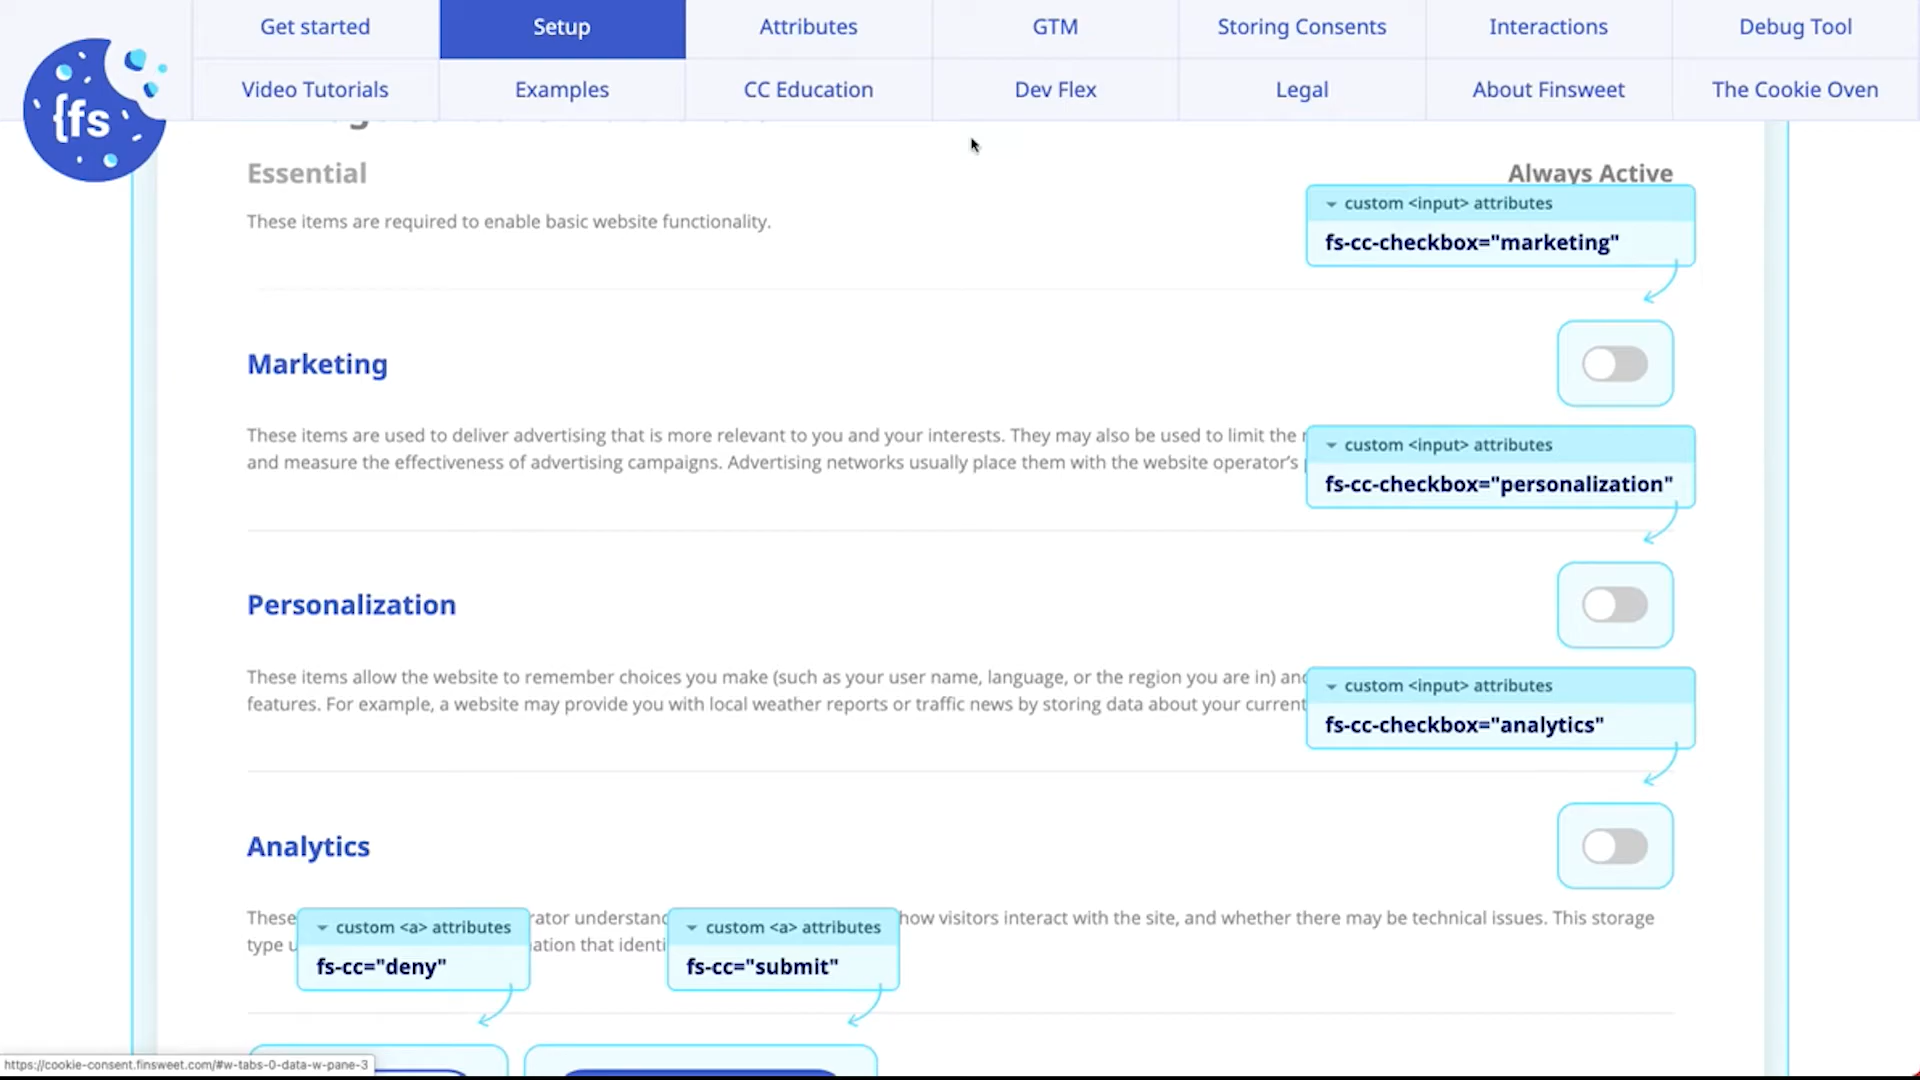 Get started
Setup
Attributes
GTM
Storing Consents
Interactions
Debug Tool
Video Tutorials
Examples
CC Education
Dev Flex
Legal
About Finsweet
The Cookie Oven
{fs
Essential
Always Active
These items are required to enable basic website functionality.
custom <input> attributes
fs-cc-checkbox="marketing"
Marketing
These items are used to deliver advertising that is more relevant to you and your interests. They may also be used to limit the
and measure the effectiveness of advertising campaigns. Advertising networks usually place them with the website operator’s
custom <input> attributes
fs-cc-checkbox="personalization"
Personalization
These items allow the website to remember choices you make (such as your user name, language, or the region you are in) and
features. For example, a website may provide you with local weather reports or traffic news by storing data about your current
custom <input> attributes
fs-cc-checkbox="analytics"
Analytics
These rator understand how visitors interact with the site, and whether there may be technical issues. This storage
type ation that identi
custom <a> attributes
fs-cc="deny"
custom <a> attributes
fs-cc="submit"
https://cookie-consent.finsweet.com/#w-tabs-0-data-w-pane-3